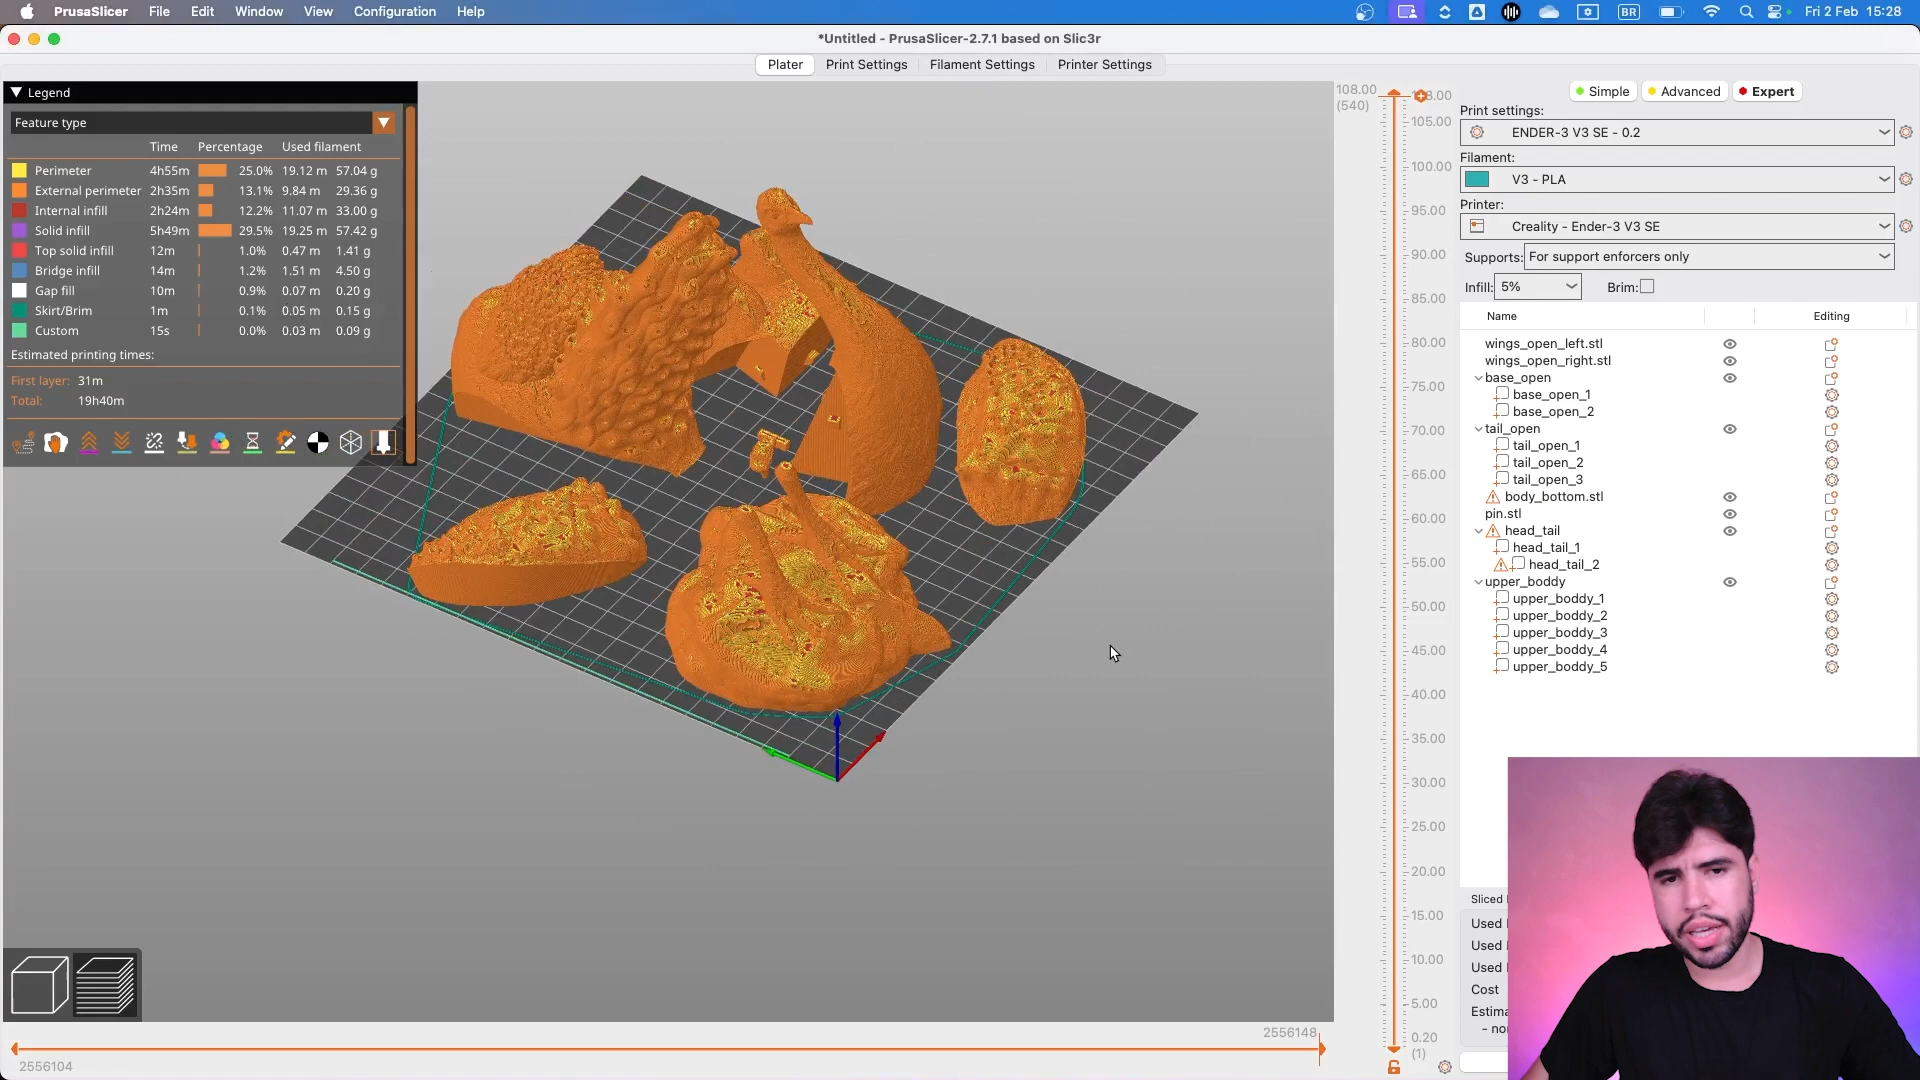 PrusaSlicer File Edit Window View Configuration Help
BR Fri 2 Feb 15:28
*Untitled - PrusaSlicer-2.7.1 based on Slic3r
Plater Print Settings Filament Settings Printer Settings
Legend
Feature type
Time Percentage Used filament
Perimeter 4h55m 25.0% 19.12 m 57.04 g
External perimeter 2h35m 13.1% 9.84 m 29.36 g
Internal infill 2h24m 12.2% 11.07 m 33.00 g
Solid infill 5h49m 29.5% 19.25 m 57.42 g
Top solid infill 12m 1.0% 0.47 m 1.41 g
Bridge infill 14m 1.2% 1.51 m 4.50 g
Gap fill 10m 0.9% 0.07 m 0.20 g
Skirt/Brim 1m 0.1% 0.05 m 0.15 g
Custom 15s 0.0% 0.03 m 0.09 g
Estimated printing times:
First layer: 31m
Total: 19h40m
2556148
2556104
108.00
(540)
105.00
100.00
95.00
90.00
85.00
80.00
75.00
70.00
65.00
60.00
55.00
50.00
45.00
40.00
35.00
30.00
25.00
20.00
15.00
10.00
5.00
0.20
(1)
Simple Advanced Expert
Print settings:
ENDER-3 V3 SE - 0.2
Filament:
V3 - PLA
Printer:
Creality - Ender-3 V3 SE
Supports: For support enforcers only
Infill: 5% Brim:
Name Editing
wings_open_left.stl
wings_open_right.stl
base_open
base_open_1
base_open_2
tail_open
tail_open_1
tail_open_2
tail_open_3
body_bottom.stl
pin.stl
head_tail
head_tail_1
head_tail_2
upper_boddy
upper_boddy_1
upper_boddy_2
upper_boddy_3
upper_boddy_4
upper_boddy_5
Sliced
Used
Used
Used
Cost